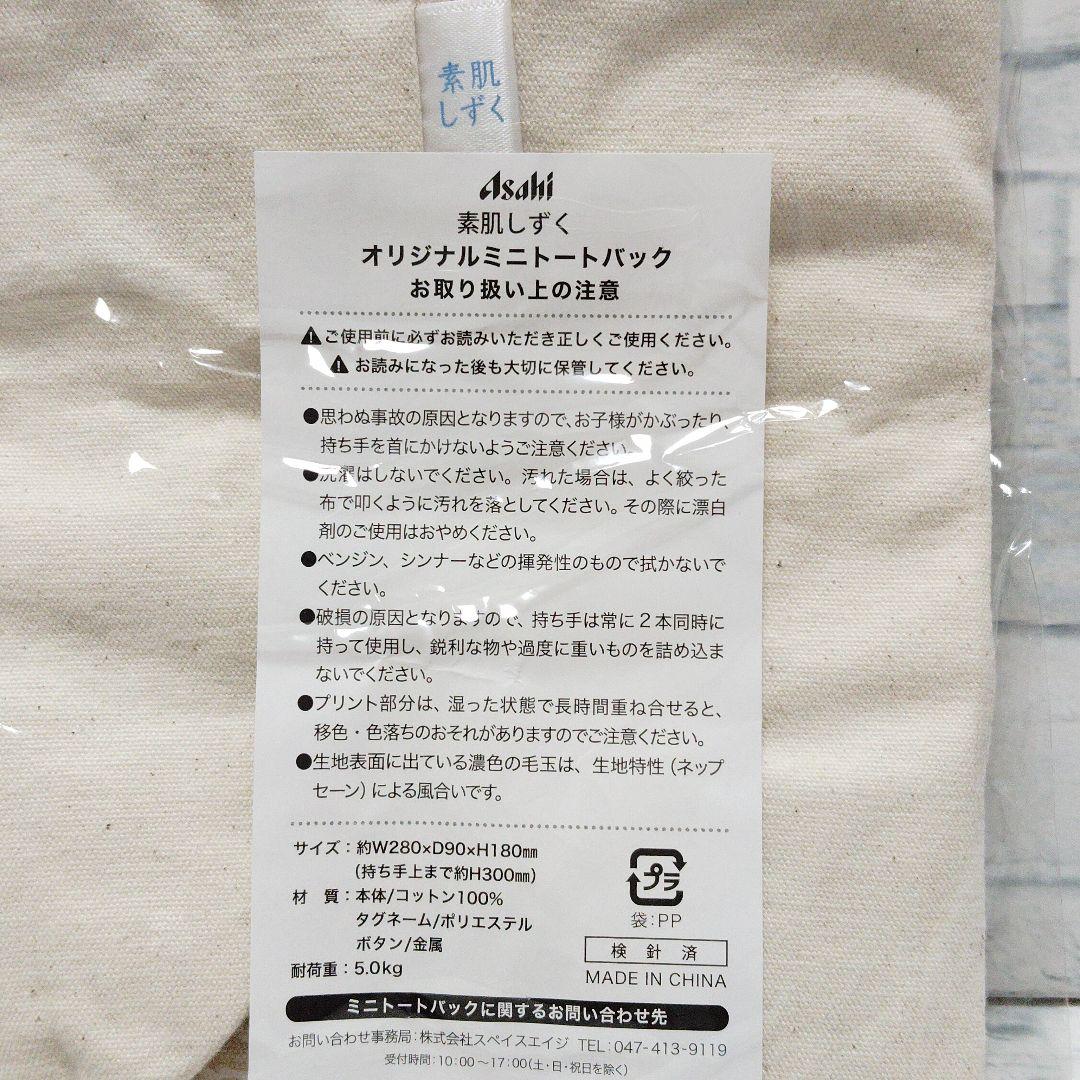 素肌
しずく
Asahi
素肌しずく
オリジナルミニトートバック
お取り扱い上の注意
ご使用前に必ずお読みいただき正しくご使用ください。
お読みになった後も大切に保管してください。
●思わぬ事故の原因となりますので、お子様がかぶったり、
持ち手を首にかけないようご注意ください。
●洗濯はしないでください。汚れた場合は、よく絞った
布で叩くように汚れを落としてください。その際に漂白
剤のご使用はおやめください。
●ベンジン、シンナーなどの揮発性のもので拭かないで
ください。
●破損の原因となりますので、持ち手は常に2本同時に
持って使用し、鋭利な物や過度に重いものを詰め込ま
ないでください。
●プリント部分は、湿った状態で長時間重ね合せると、
移色・色落ちのおそれがありますのでご注意ください。
●生地表面に出ている濃色の毛玉は、生地特性(ネップ
セーン)による風合いです。
サイズ:約W280×D90×H180㎜
(持ち手上まで約H300㎜)
材 質:本体/コットン100%
タグネーム/ポリエステル
ボタン/金属
耐荷重:5.0kg
プラ
袋:PP
検 針 済
MADE IN CHINA
ミニトートバックに関するお問い合わせ先
お問い合わせ事務局:株式会社スペイスエイジ TEL:047-413-9119
受付時間:10:00~17:00(土・日・祝日を除く)